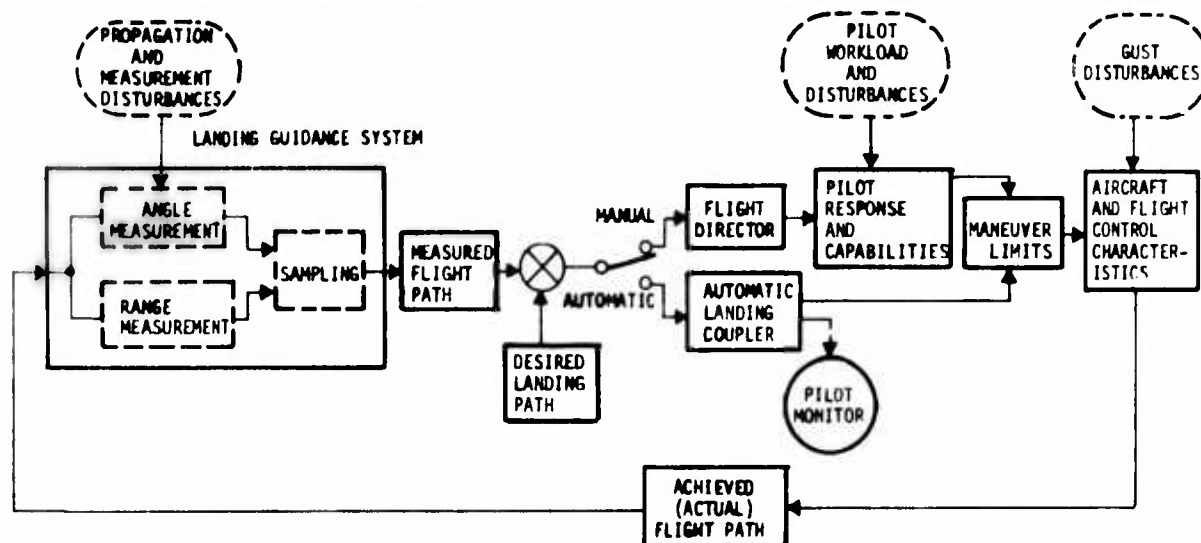 PROPAGATION
AND
MEASUREMENT
DISTURBANCES
PILOT
WORKLOAD
AND
DISTURBANCES
GUST
DISTURBANCES
LANDING GUIDANCE SYSTEM
ANGLE
MEASUREMENT
RANGE
MEASUREMENT
SAMPLING
MEASURED
FLIGHT
PATH
DESIRED
LANDING
PATH
MANUAL
AUTOMATIC
FLIGHT
DIRECTOR
AUTOMATIC
LANDING
COUPLER
PILOT
MONITOR
PILOT
RESPONSE
AND
CAPABILITIES
MANEUVER
LIMITS
AIRCRAFT
AND FLIGHT
CONTROL
CHARACTER-
ISTICS
ACHIEVED
(ACTUAL)
FLIGHT PATH